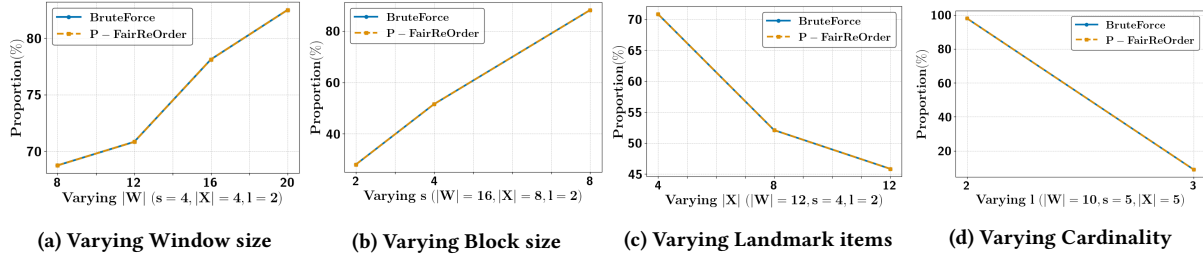 BruteForce
P − FairReOrder
Proportion(%)
80
75
70
8 12 16 20
Varying |W| (s = 4, |X| = 4, l = 2)
(a) Varying Window size
BruteForce
P − FairReOrder
Proportion(%)
80
60
40
2 4 8
Varying s (|W| = 16, |X| = 8, l = 2)
(b) Varying Block size
BruteForce
P − FairReOrder
Proportion(%)
70
65
60
55
50
45
4 8 12
Varying |X| (|W| = 12, s = 4, l = 2)
(c) Varying Landmark items
BruteForce
P − FairReOrder
Proportion(%)
100
80
60
40
20
2 3
Varying l (|W| = 10, s = 5, |X| = 5)
(d) Varying Cardinality